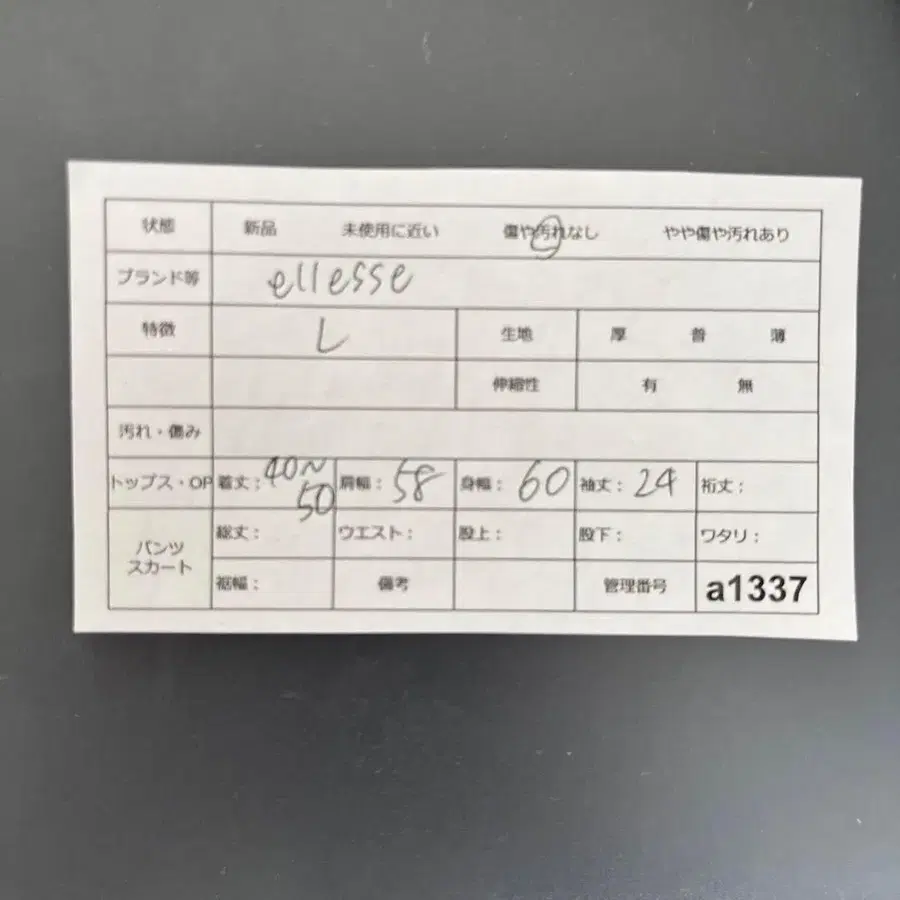 状態 新品 未使用に近い 傷や汚れなし やや傷や汚れあり
ブランド等 ellesse
特徴 L 生地 厚 普 薄
伸縮性 有 無
汚れ・傷み
トップス・OP 着丈：40～50 肩幅：58 身幅：60 袖丈：24 裄丈：
パンツ
スカート
総丈： ウエスト： 股上： 股下： ワタリ：
裾幅： 備考 管理番号 a1337